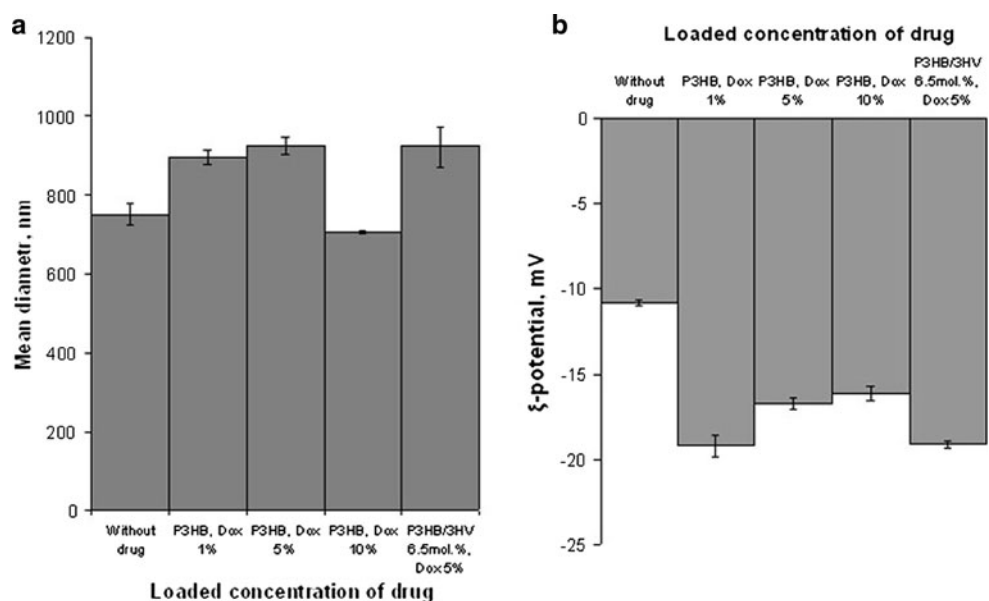 a
1200
1000
800
600
400
200
0
Mean diametr, nm
Without drug
P3HB, Dox 1%
P3HB, Dox 5%
P3HB, Dox 10%
P3HB/3HV 6.5mol.%, Dox5%
Loaded concentration of drug
b
Loaded concentration of drug
Without drug
P3HB, Dox 1%
P3HB, Dox 5%
P3HB, Dox 10%
P3HB/3HV 6.5mol.%, Dox5%
0
-5
-10
-15
-20
-25
ξ-potential, mV